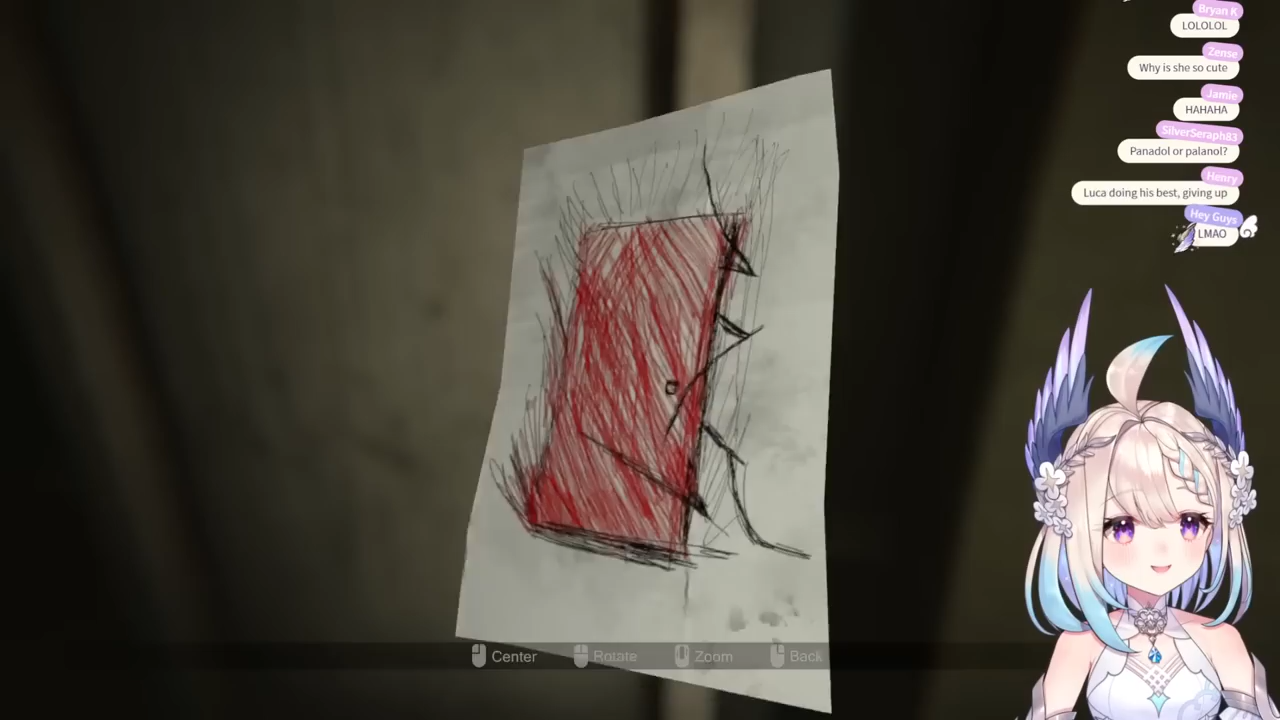 Bryan K
LOLOLOL
Zense
Why is she so cute
Jamie
HAHAHA
SilverSeraph83
Panadol or palanol?
Henry
Luca doing his best, giving up
Hey Guys
LMAO
Center Rotate Zoom Back